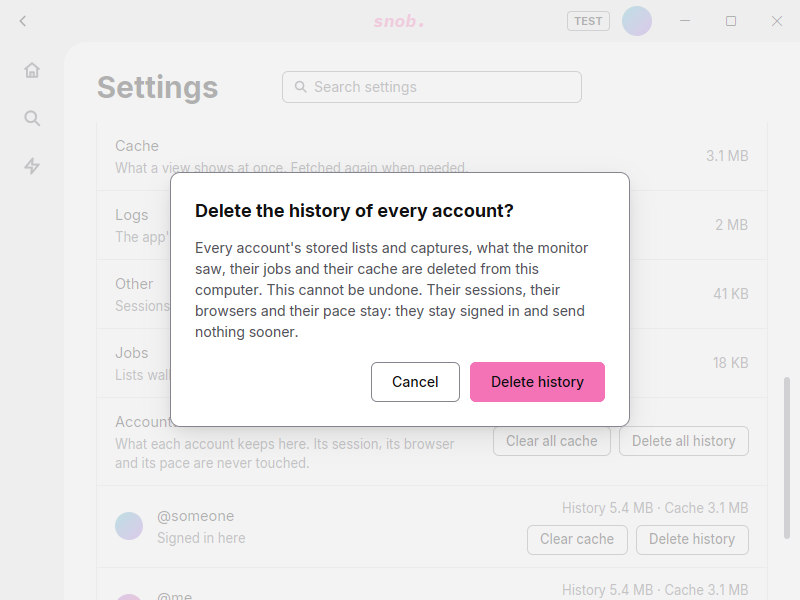 snob.
TEST
Settings
Search settings
Cache
What a view shows at once. Fetched again when needed.
3.1 MB
Logs
The app'
2 MB
Other
Sessions
41 KB
Jobs
Lists wal
18 KB
Delete the history of every account?
Every account's stored lists and captures, what the monitor
saw, their jobs and their cache are deleted from this
computer. This cannot be undone. Their sessions, their
browsers and their pace stay: they stay signed in and send
nothing sooner.
Cancel
Delete history
Account
What each account keeps here. Its session, its browser
and its pace are never touched.
Clear all cache
Delete all history
@someone
Signed in here
History 5.4 MB · Cache 3.1 MB
Clear cache
Delete history
@me
History 5.4 MB · Cache 3.1 MB